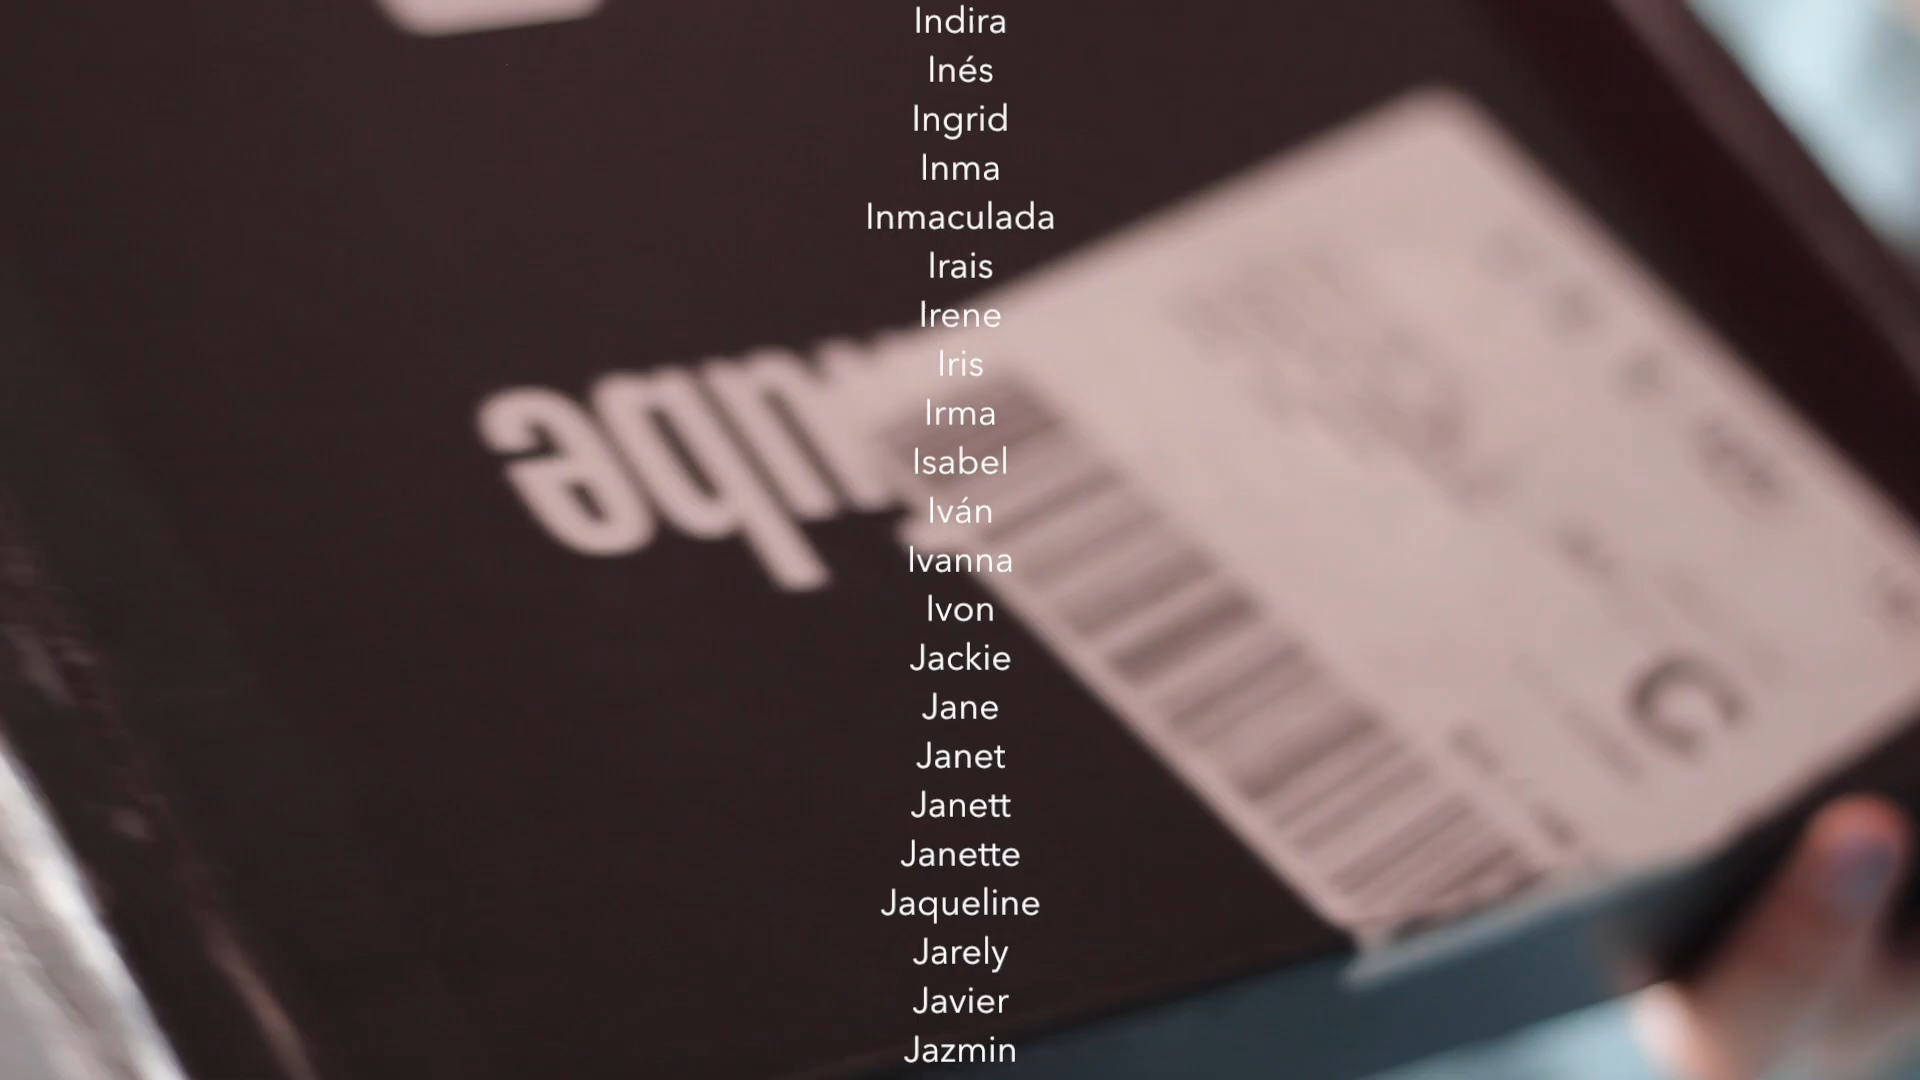 Indira
Inés
Ingrid
Inma
Inmaculada
Irais
Irene
Iris
Irma
Isabel
Iván
Ivanna
Ivon
Jackie
Jane
Janet
Janett
Janette
Jaqueline
Jarely
Javier
Jazmin